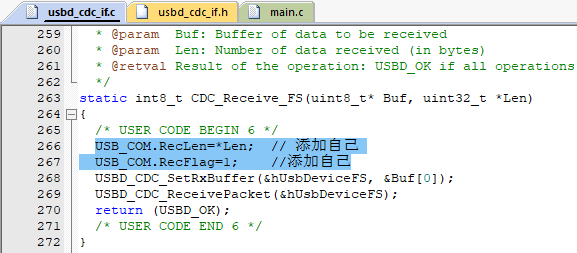 usbd_cdc_if.c usbd_cdc_if.h main.c
259 * @param Buf: Buffer of data to be received
260 * @param Len: Number of data received (in bytes)
261 * @retval Result of the operation: USBD_OK if all operations
262 */
263 static int8_t CDC_Receive_FS(uint8_t* Buf, uint32_t *Len)
264 {
265 /* USER CODE BEGIN 6 */
266 USB_COM.RecLen=*Len; // 添加自己
267 USB_COM.RecFlag=1; //添加自己
268 USBD_CDC_SetRxBuffer(&hUsbDeviceFS, &Buf[0]);
269 USBD_CDC_ReceivePacket(&hUsbDeviceFS);
270 return (USBD_OK);
271 /* USER CODE END 6 */
272 }